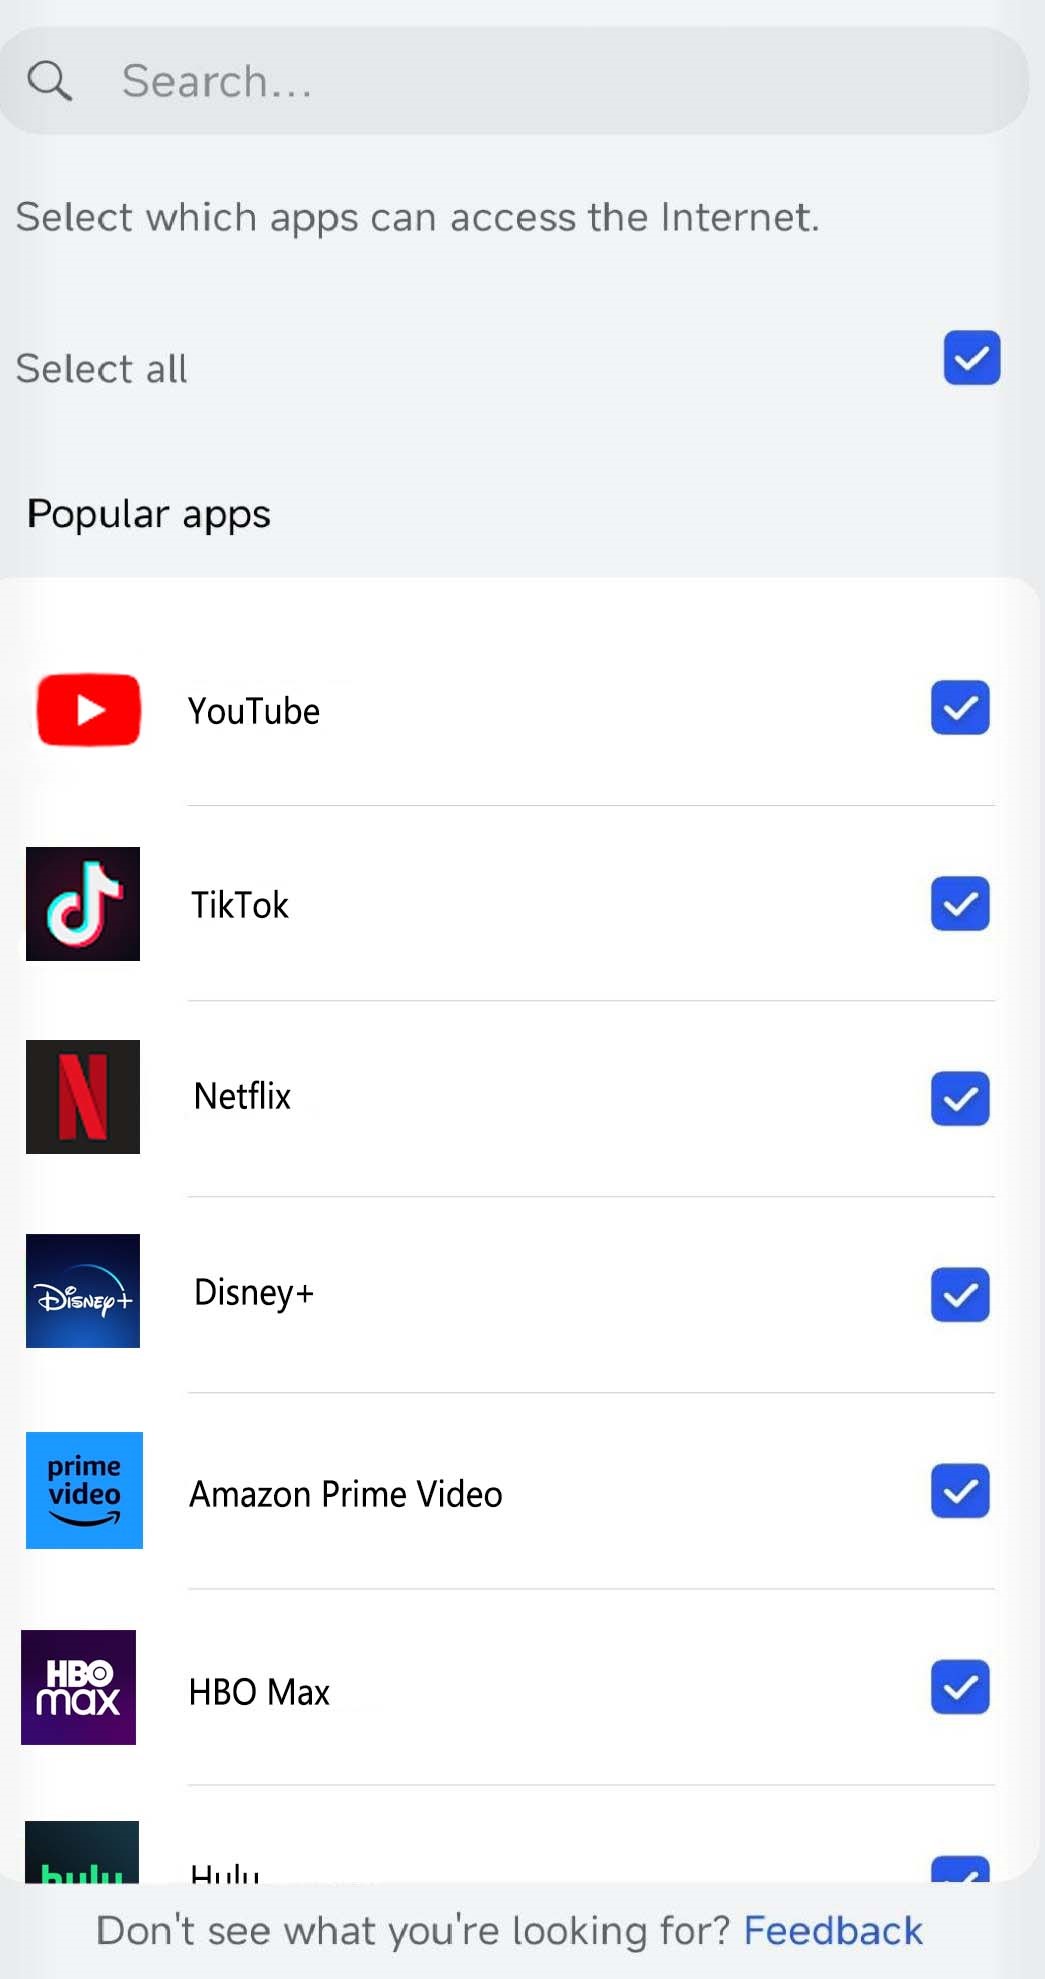 Search...
Select which apps can access the Internet.
Select all
Popular apps
YouTube
TikTok
Netflix
Disney+
Disney+
prime
video
Amazon Prime Video
HBO
max
HBO Max
hulu
Hulu
Don't see what you're looking for? Feedback